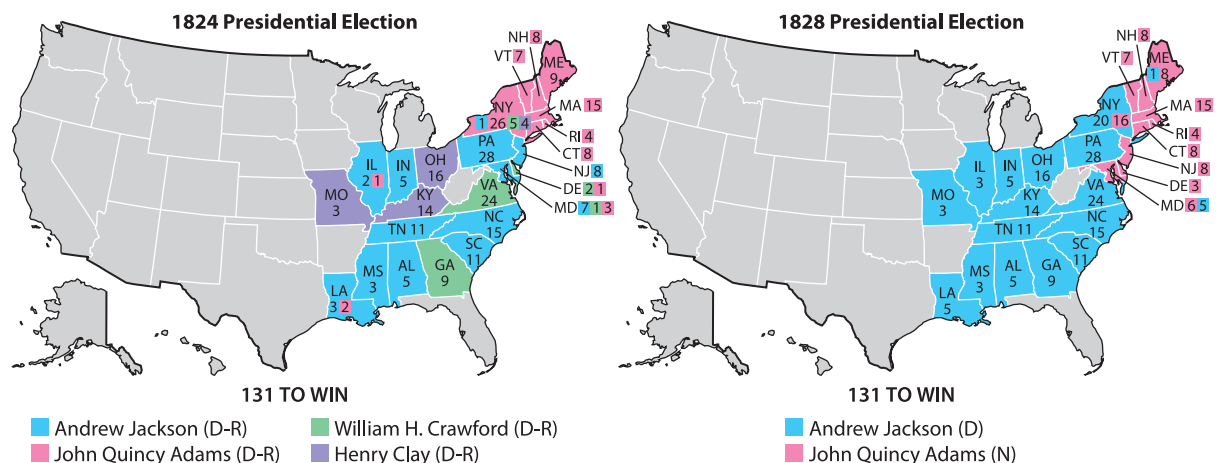 1824 Presidential Election
NH 8
VT 7
ME
9
NY
1 26 5 4
MA 15
RI 4
CT 8
NJ 8
DE 2 1
MD 7 1 3
PA
28
OH
16
IN
5
IL
2 1
MO
3
KY
14
VA
24
NC
15
TN 11
SC
11
GA
9
AL
5
MS
3
LA
3 2
131 TO WIN
Andrew Jackson (D-R)
John Quincy Adams (D-R)
William H. Crawford (D-R)
Henry Clay (D-R)
1828 Presidential Election
NH 8
VT 7
ME
1 8
NY
20 16
MA 15
RI 4
CT 8
NJ 8
DE 3
MD 6 5
PA
28
OH
16
IN
5
IL
3
MO
3
KY
14
VA
24
NC
15
TN 11
SC
11
GA
9
AL
5
MS
3
LA
5
131 TO WIN
Andrew Jackson (D)
John Quincy Adams (N)